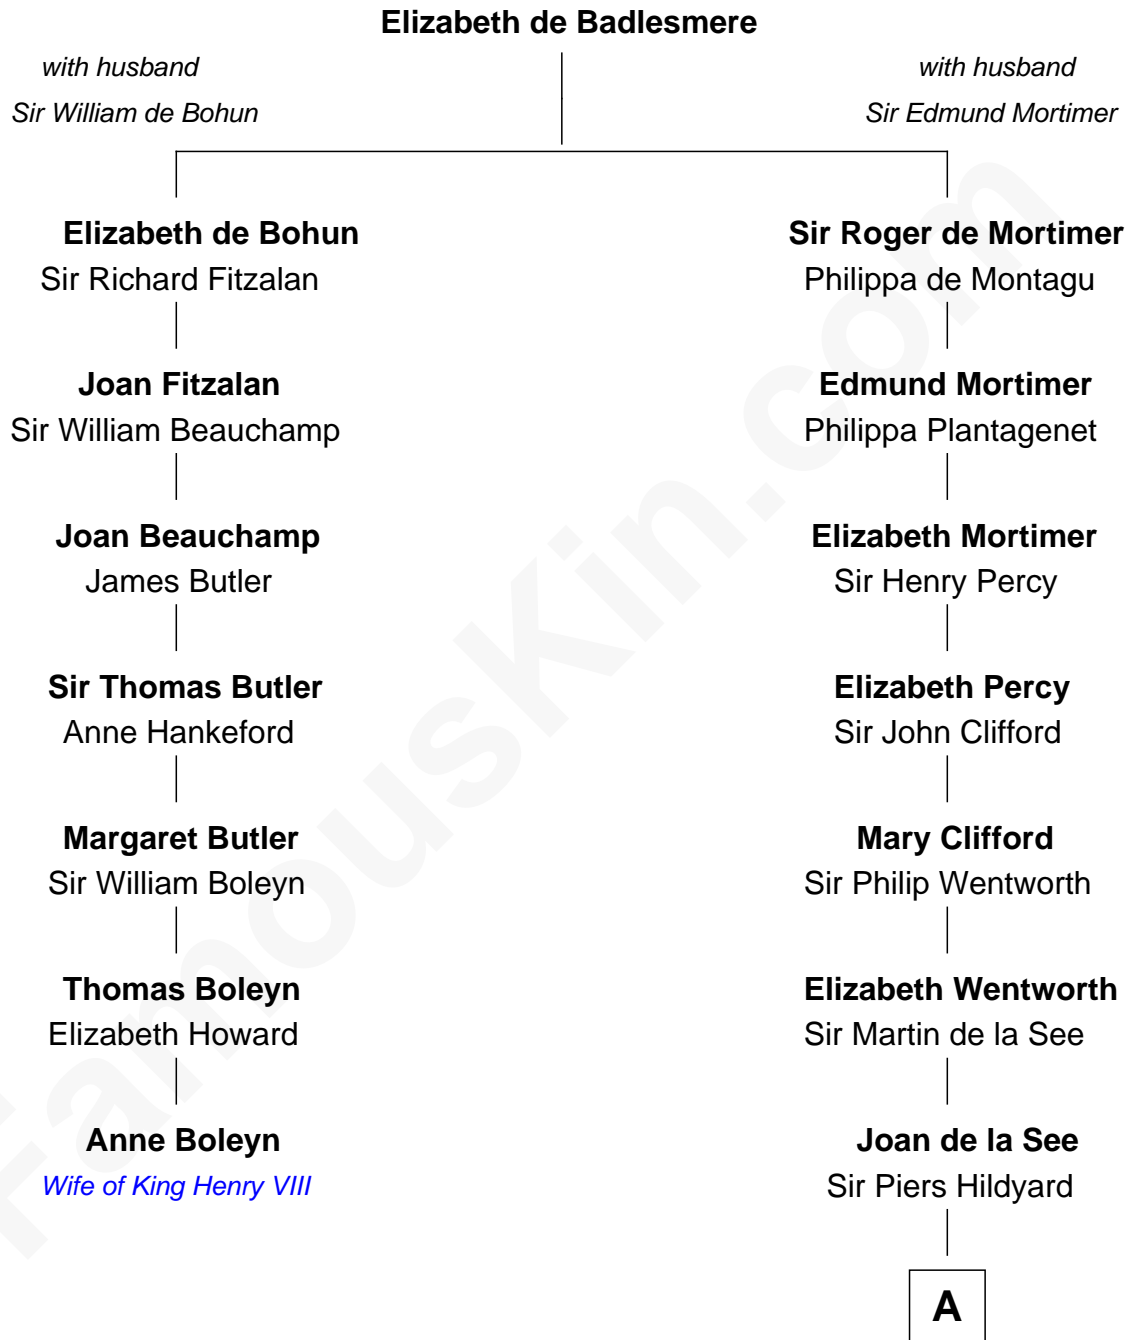 Elizabeth de Badlesmere
with husband
Sir William de Bohun
with husband
Sir Edmund Mortimer
Elizabeth de Bohun
Sir Richard Fitzalan
Sir Roger de Mortimer
Philippa de Montagu
Joan Fitzalan
Sir William Beauchamp
Edmund Mortimer
Philippa Plantagenet
Joan Beauchamp
James Butler
Elizabeth Mortimer
Sir Henry Percy
Sir Thomas Butler
Anne Hankeford
Elizabeth Percy
Sir John Clifford
Margaret Butler
Sir William Boleyn
Mary Clifford
Sir Philip Wentworth
Thomas Boleyn
Elizabeth Howard
Elizabeth Wentworth
Sir Martin de la See
Anne Boleyn
Wife of King Henry VIII
Joan de la See
Sir Piers Hildyard
A
FamousKin.com